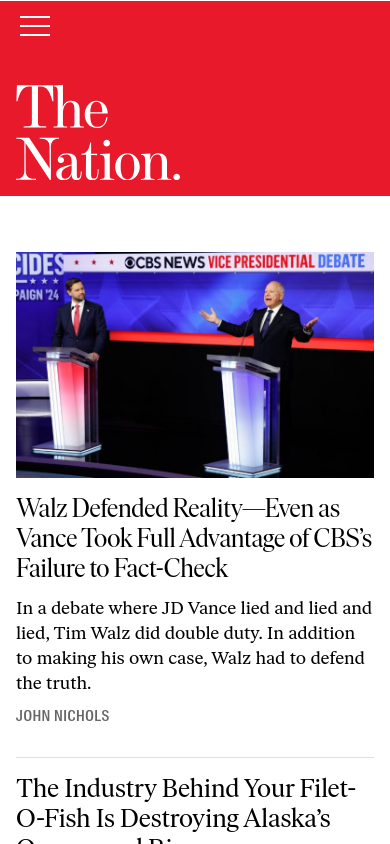 The
Nation.
CIDES
CBS NEWS VICE PRESIDENTIAL DEBATE
PAIGN '24
Walz Defended Reality—Even as
Vance Took Full Advantage of CBS's
Failure to Fact-Check
In a debate where JD Vance lied and lied and
lied, Tim Walz did double duty. In addition
to making his own case, Walz had to defend
the truth.
JOHN NICHOLS
The Industry Behind Your Filet-
O-Fish Is Destroying Alaska's